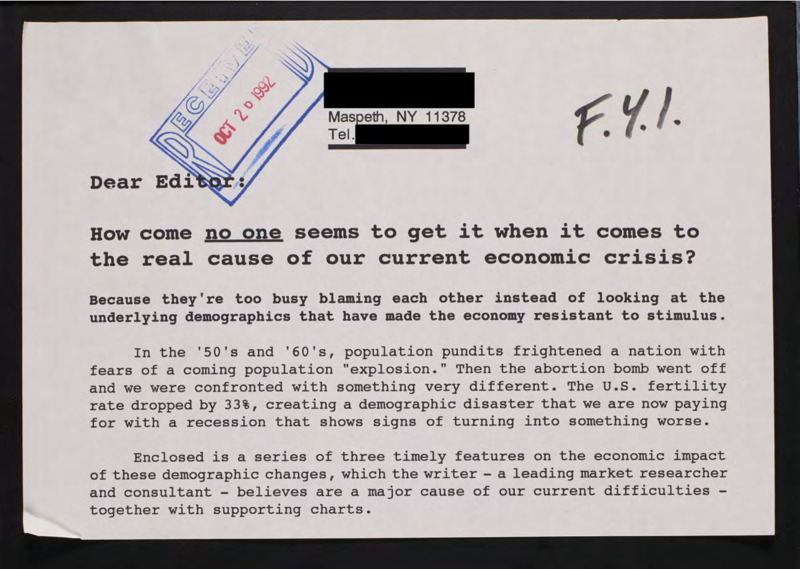 RECEIVED
OCT 20 1992
Maspeth, NY 11378
Tel.
F.Y.I.
Dear Editor:
How come no one seems to get it when it comes to
the real cause of our current economic crisis?
Because they're too busy blaming each other instead of looking at the
underlying demographics that have made the economy resistant to stimulus.
In the '50's and '60's, population pundits frightened a nation with
fears of a coming population "explosion." Then the abortion bomb went off
and we were confronted with something very different. The U.S. fertility
rate dropped by 33%, creating a demographic disaster that we are now paying
for with a recession that shows signs of turning into something worse.
Enclosed is a series of three timely features on the economic impact
of these demographic changes, which the writer – a leading market researcher
and consultant – believes are a major cause of our current difficulties –
together with supporting charts.